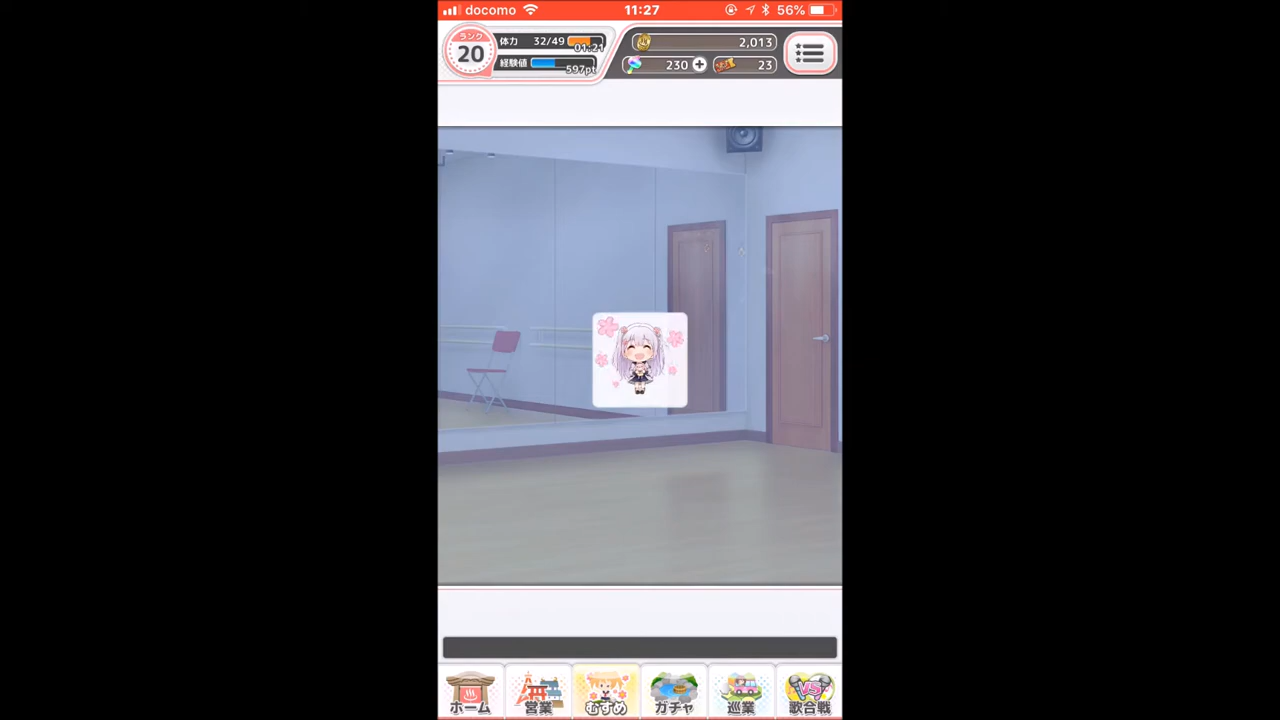 docomo 11:27 56%
ランク 20
体力 32/49 01:21
経験値 597pt
2,013
230 23
ホーム 営業 むすめ ガチャ 巡業 VS 歌合戦